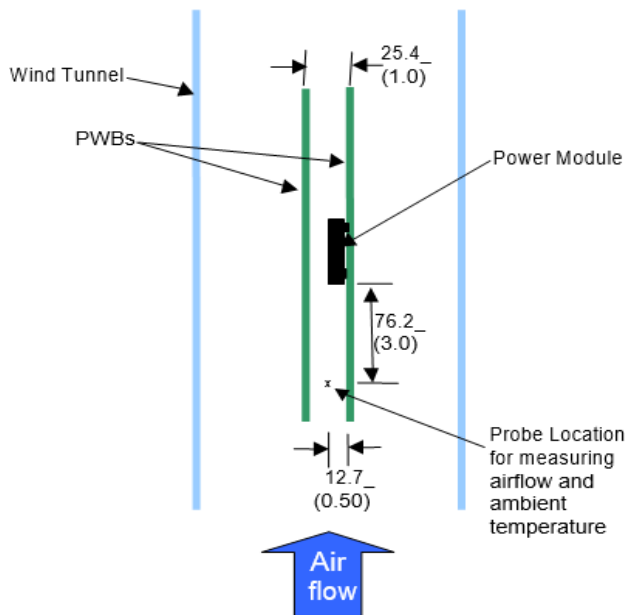 25.4_
(1.0)
Wind Tunnel
PWBs
Power Module
76.2_
(3.0)
x
Probe Location
for measuring
airflow and
ambient
temperature
12.7_
(0.50)
Air
flow